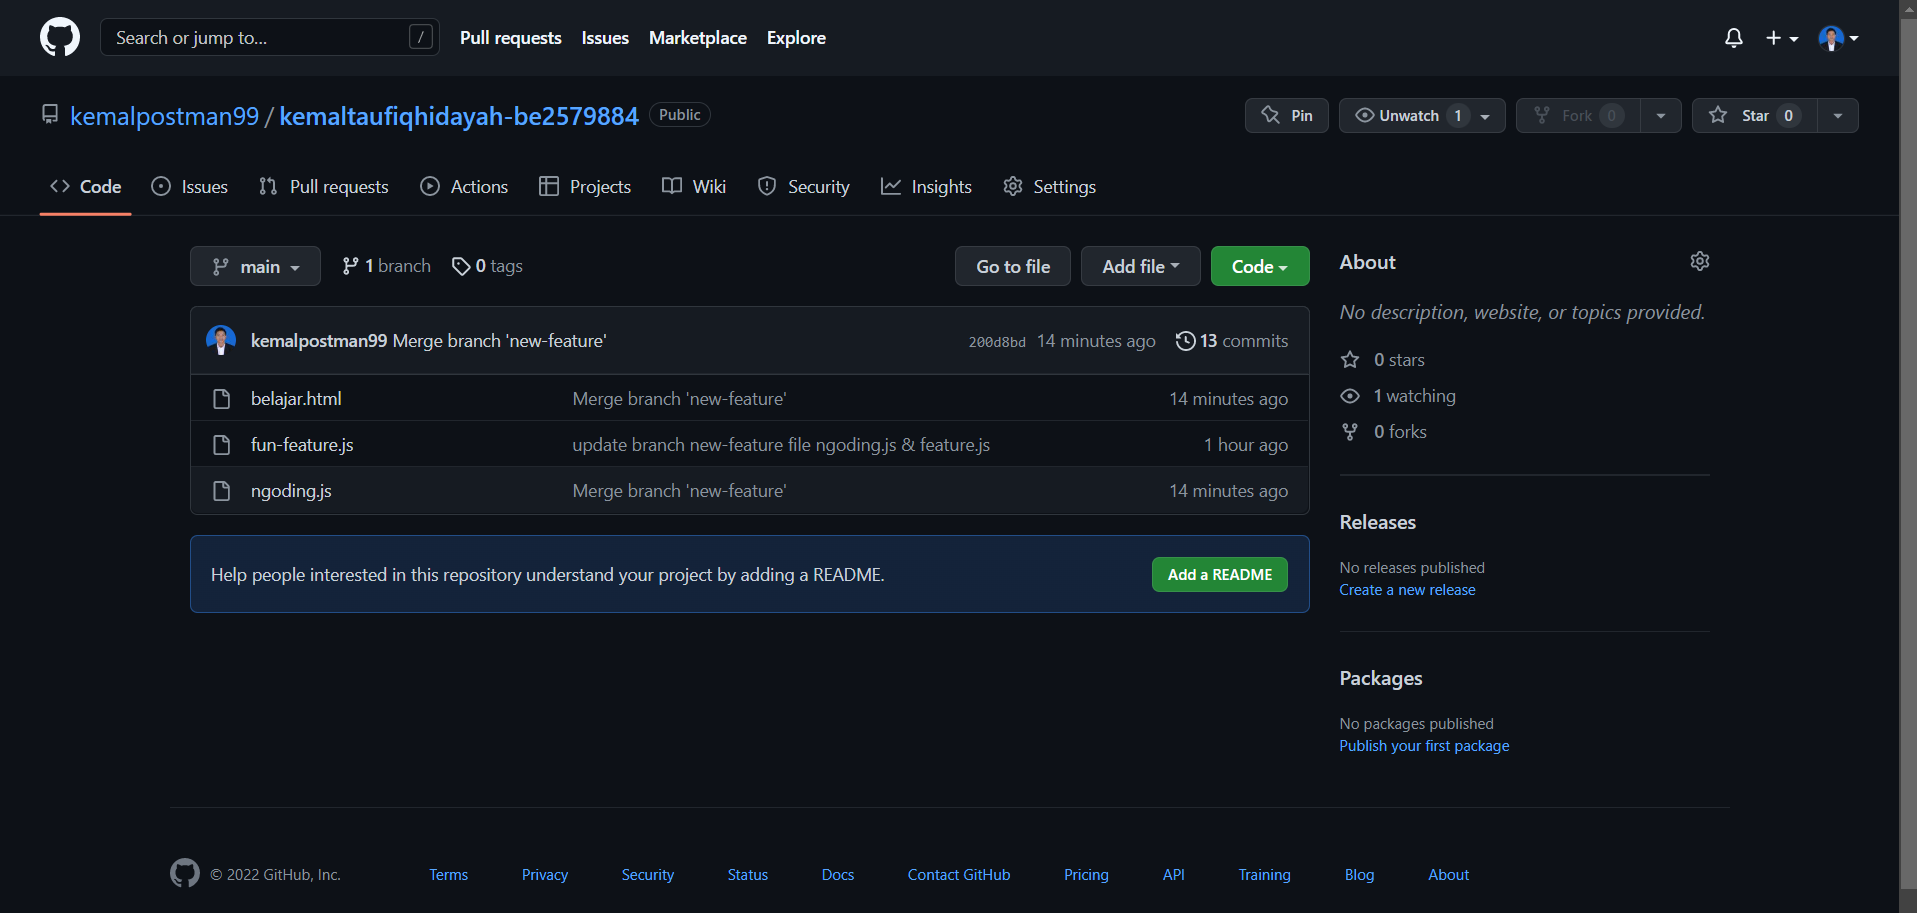 Search or jump to... /
Pull requests Issues Marketplace Explore
kemalpostman99 / kemaltaufiqhidayah-be2579884 Public
Pin Unwatch 1 Fork 0 Star 0
Code Issues Pull requests Actions Projects Wiki Security Insights Settings
main 1 branch 0 tags
Go to file Add file Code
kemalpostman99 Merge branch 'new-feature' 200d8bd 14 minutes ago 13 commits
belajar.html Merge branch 'new-feature' 14 minutes ago
fun-feature.js update branch new-feature file ngoding.js & feature.js 1 hour ago
ngoding.js Merge branch 'new-feature' 14 minutes ago
Help people interested in this repository understand your project by adding a README. Add a README
About
No description, website, or topics provided.
0 stars
1 watching
0 forks
Releases
No releases published
Create a new release
Packages
No packages published
Publish your first package
© 2022 GitHub, Inc. Terms Privacy Security Status Docs Contact GitHub Pricing API Training Blog About